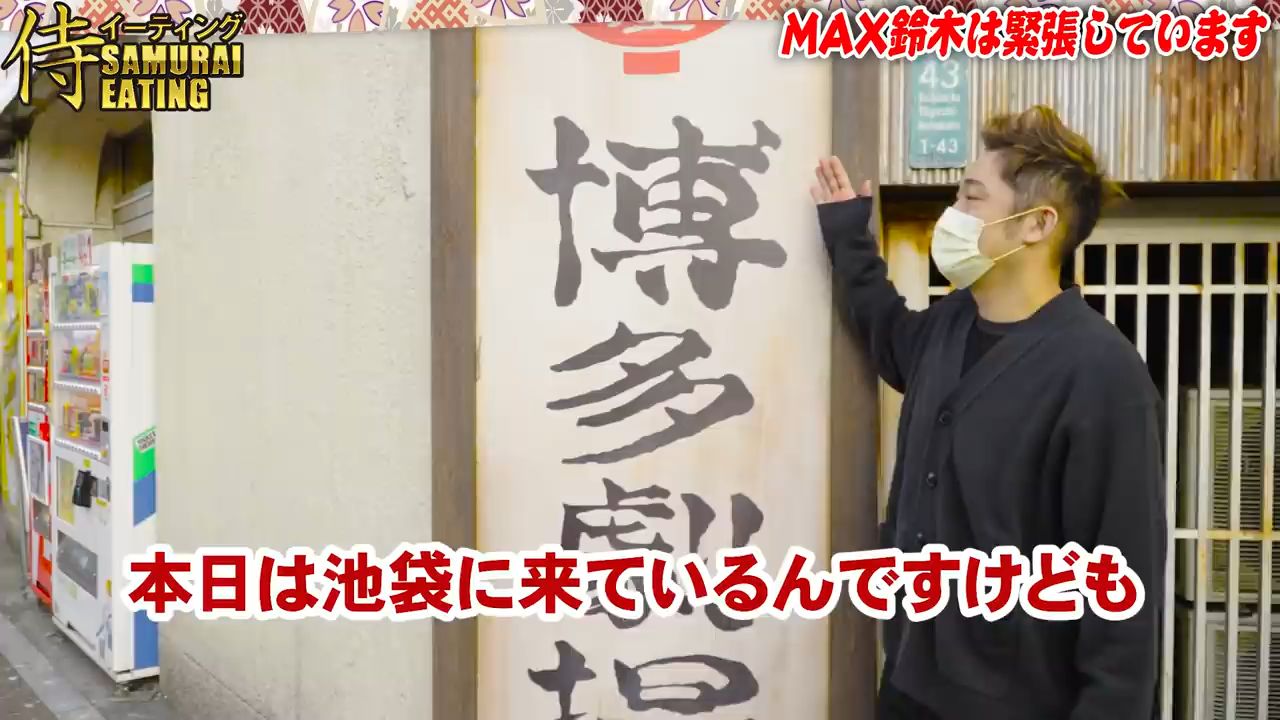 侍イーティング
SAMURAI
EATING
MAX鈴木は緊張しています
43
1-43
博多劇場
本日は池袋に来ているんですけども